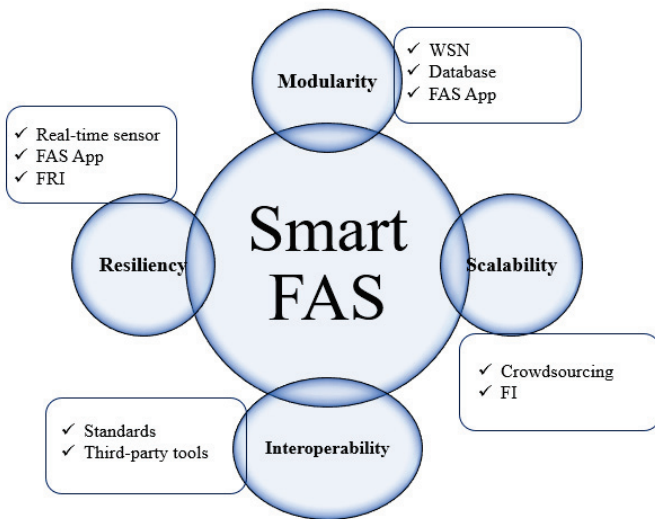 Modularity
✓ WSN
✓ Database
✓ FAS App
✓ Real-time sensor
✓ FAS App
✓ FRI
Resiliency
Smart
FAS
Scalability
✓ Crowdsourcing
✓ FI
✓ Standards
✓ Third-party tools
Interoperability